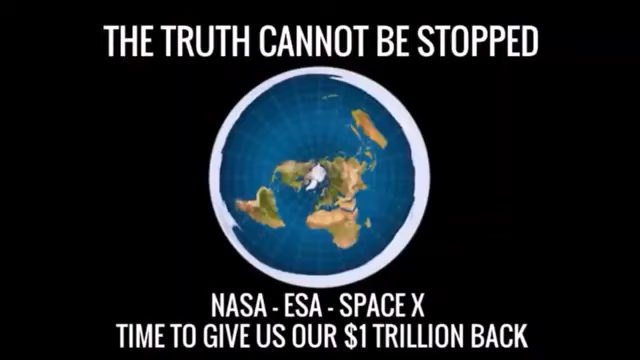 THE TRUTH CANNOT BE STOPPED
NASA - ESA - SPACE X
TIME TO GIVE US OUR $1 TRILLION BACK